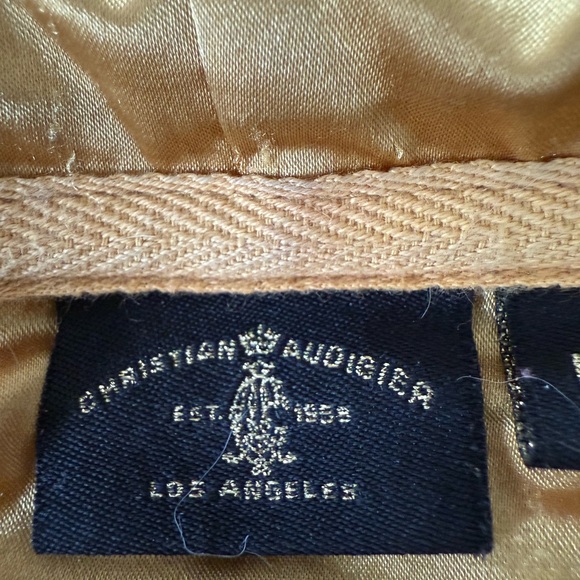 CHRISTIAN AUDIGIER
EST. 1958
LOS ANGELES